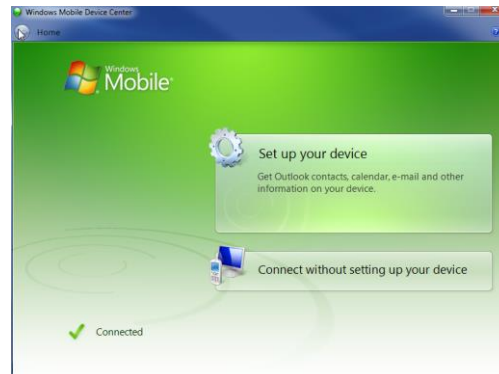 Windows Mobile Device Center
Home
Windows
Mobile
Set up your device
Get Outlook contacts, calendar, e-mail and other
information on your device.
Connect without setting up your device
Connected